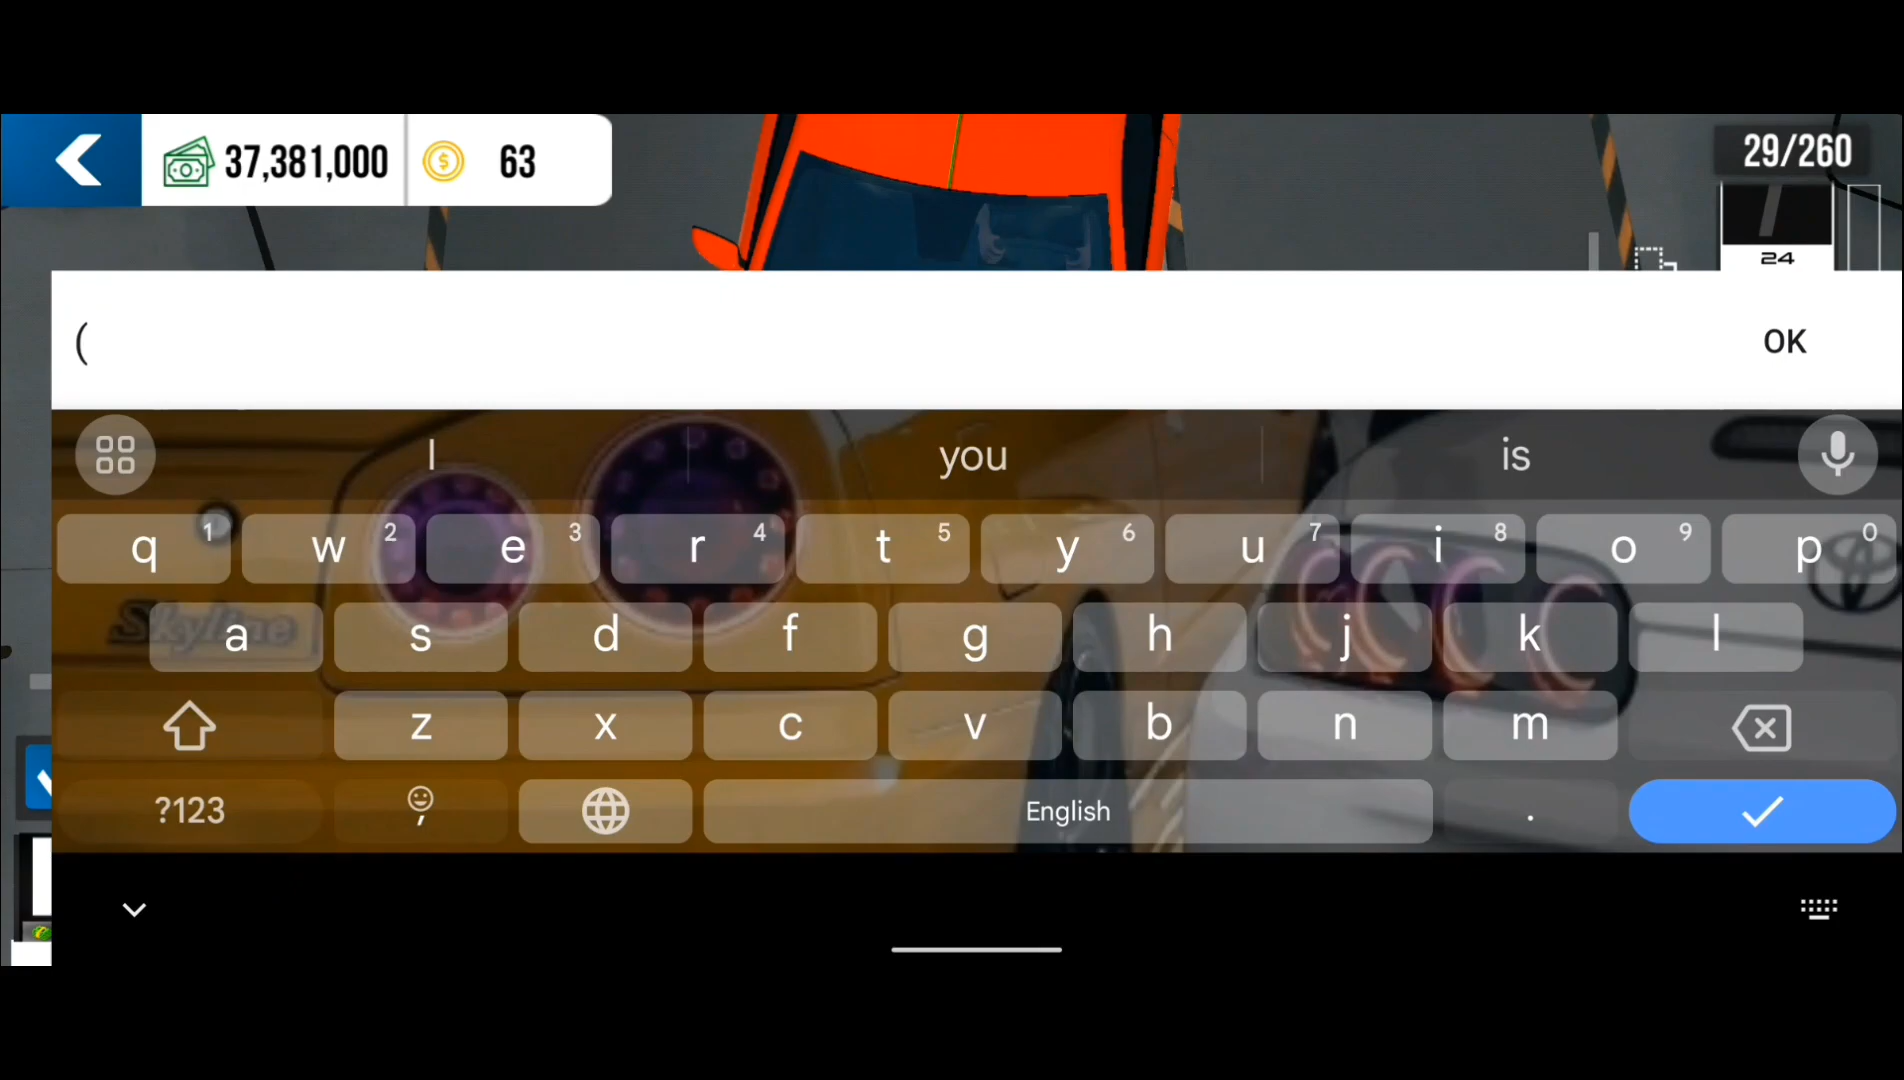 37,381,000 63
29/260
24
(
OK
I you is
q 1 w 2 e 3 r 4 t 5 y 6 u 7 i 8 o 9 p 0
Skyline
a s d f g h j k l
z x c v b n m
?123 , English .